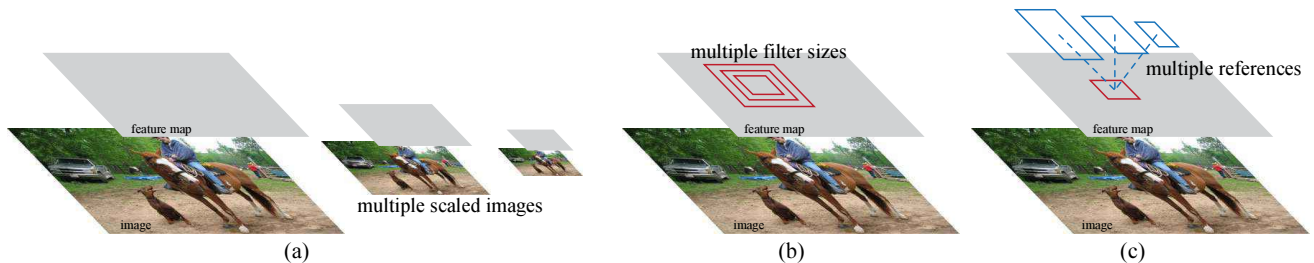 feature map
image
multiple scaled images
(a)
multiple filter sizes
feature map
image
(b)
multiple references
feature map
image
(c)